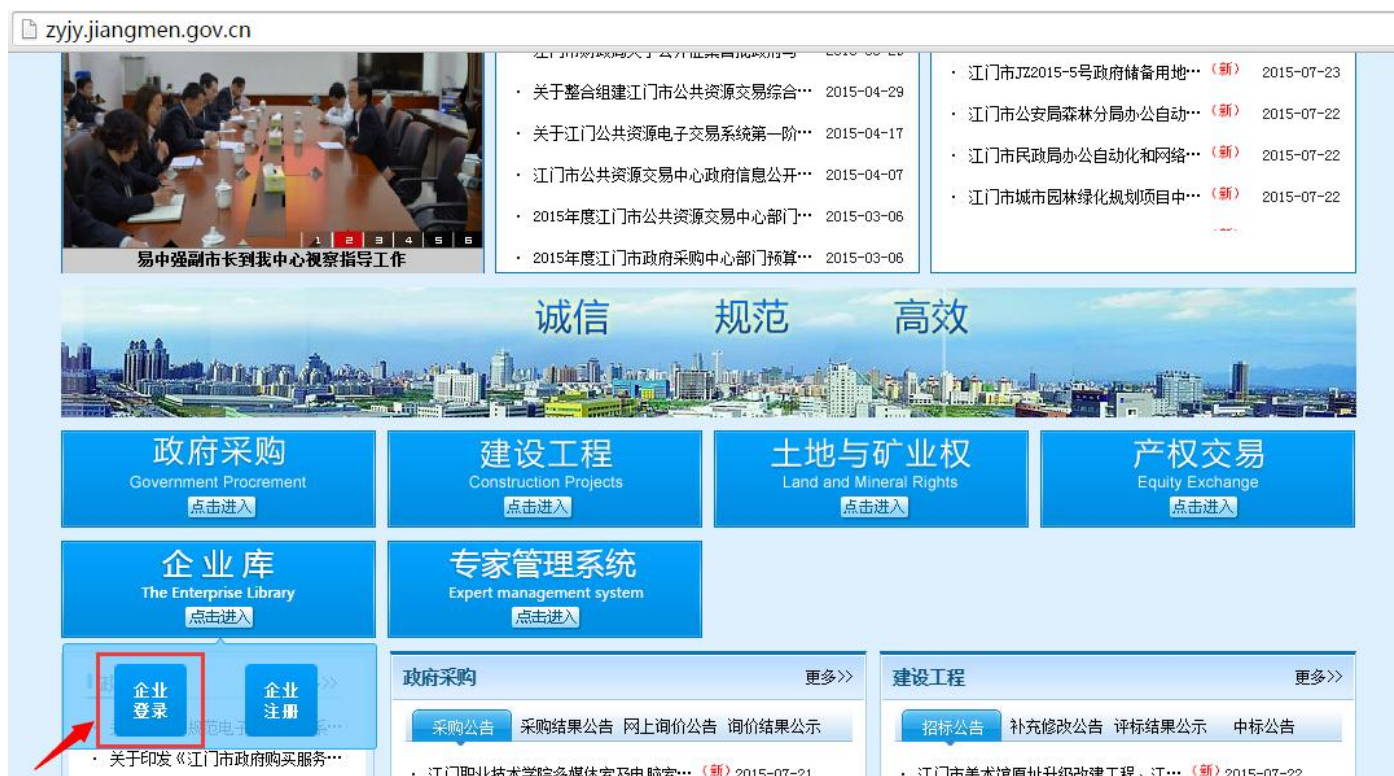 zyjy.jiangmen.gov.cn
· 关于整合组建江门市公共资源交易综合… 2015-04-29
· 关于江门公共资源电子交易系统第一阶… 2015-04-17
· 江门市公共资源交易中心政府信息公开… 2015-04-07
· 2015年度江门市公共资源交易中心部门… 2015-03-06
· 2015年度江门市政府采购中心部门预算… 2015-03-06
· 江门市JZ2015-5号政府储备用地…（新） 2015-07-23
· 江门市公安局森林分局办公自动…（新） 2015-07-22
· 江门市民政局办公自动化和网络…（新） 2015-07-22
· 江门市城市园林绿化规划项目中…（新） 2015-07-22
1 2 3 4 5 6
易中强副市长到我中心视察指导工作
诚信 规范 高效
政府采购
Government Procrement
点击进入
建设工程
Construction Projects
点击进入
土地与矿业权
Land and Mineral Rights
点击进入
产权交易
Equity Exchange
点击进入
企业库
The Enterprise Library
点击进入
专家管理系统
Expert management system
点击进入
企业
登录
企业
注册
· 关于印发《江门市政府购买服务…
政府采购 更多>>
采购公告 采购结果公告 网上询价公告 询价结果公示
· 江门职业技术学院多媒体室及电脑室…（新）2015-07-21
建设工程 更多>>
招标公告 补充修改公告 评标结果公示 中标公告
· 江门市美术馆原址升级改建工程、江…（新）2015-07-22